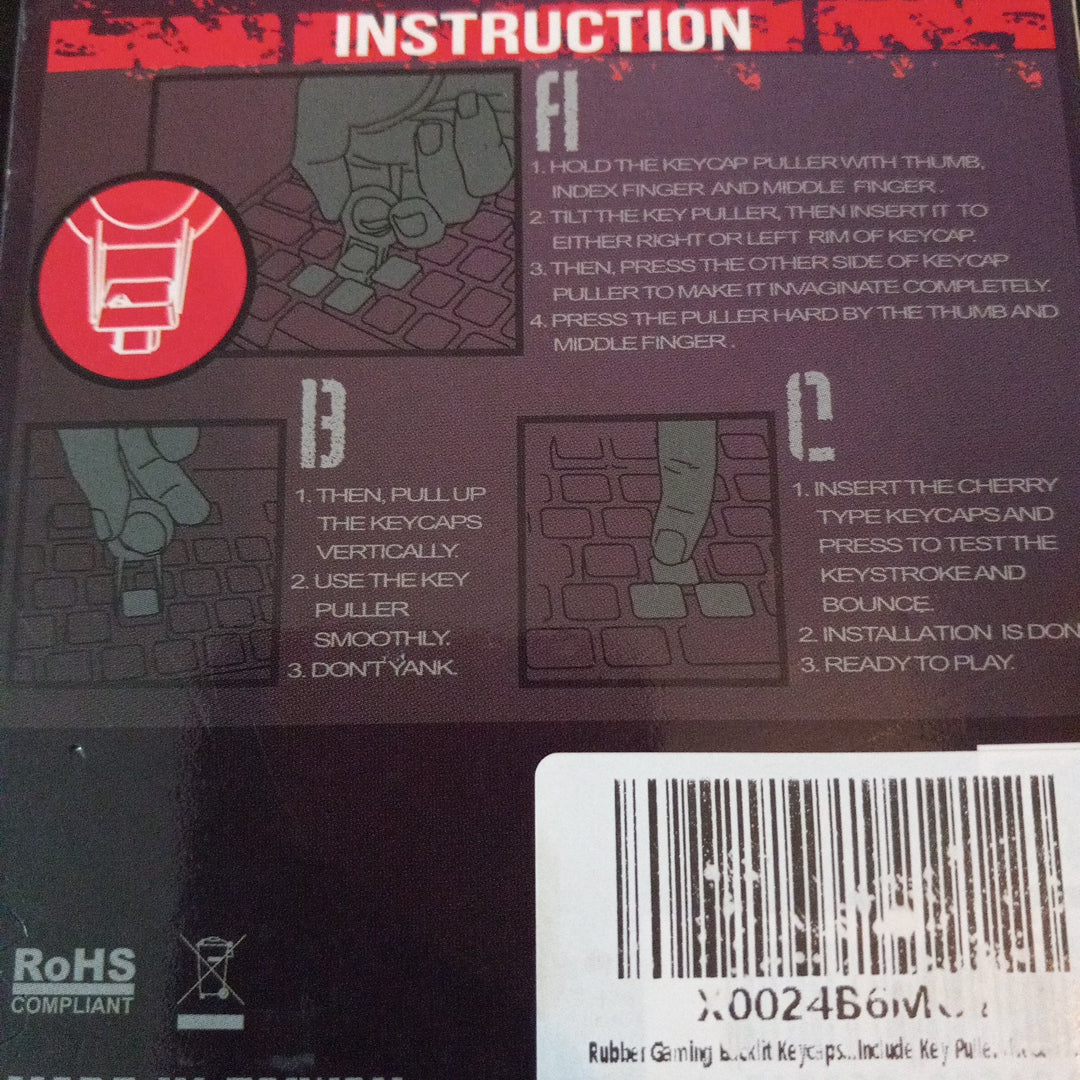 INSTRUCTION
A
1. HOLD THE KEYCAP PULLER WITH THUMB,
INDEX FINGER AND MIDDLE FINGER.
2. TILT THE KEY PULLER, THEN INSERT IT TO
EITHER RIGHT OR LEFT RIM OF KEYCAP.
3. THEN, PRESS THE OTHER SIDE OF KEYCAP
PULLER TO MAKE IT INVAGINATE COMPLETELY.
4. PRESS THE PULLER HARD BY THE THUMB AND
MIDDLE FINGER.
B
1. THEN, PULL UP
THE KEYCAPS
VERTICALLY.
2. USE THE KEY
PULLER
SMOOTHLY.
3. DON'T YANK.
C
1. INSERT THE CHERRY
TYPE KEYCAPS AND
PRESS TO TEST THE
KEYSTROKE AND
BOUNCE.
2. INSTALLATION IS DON
3. READY TO PLAY.
RoHS
COMPLIANT
Rubber Gaming Backlit Keycaps...Include Key